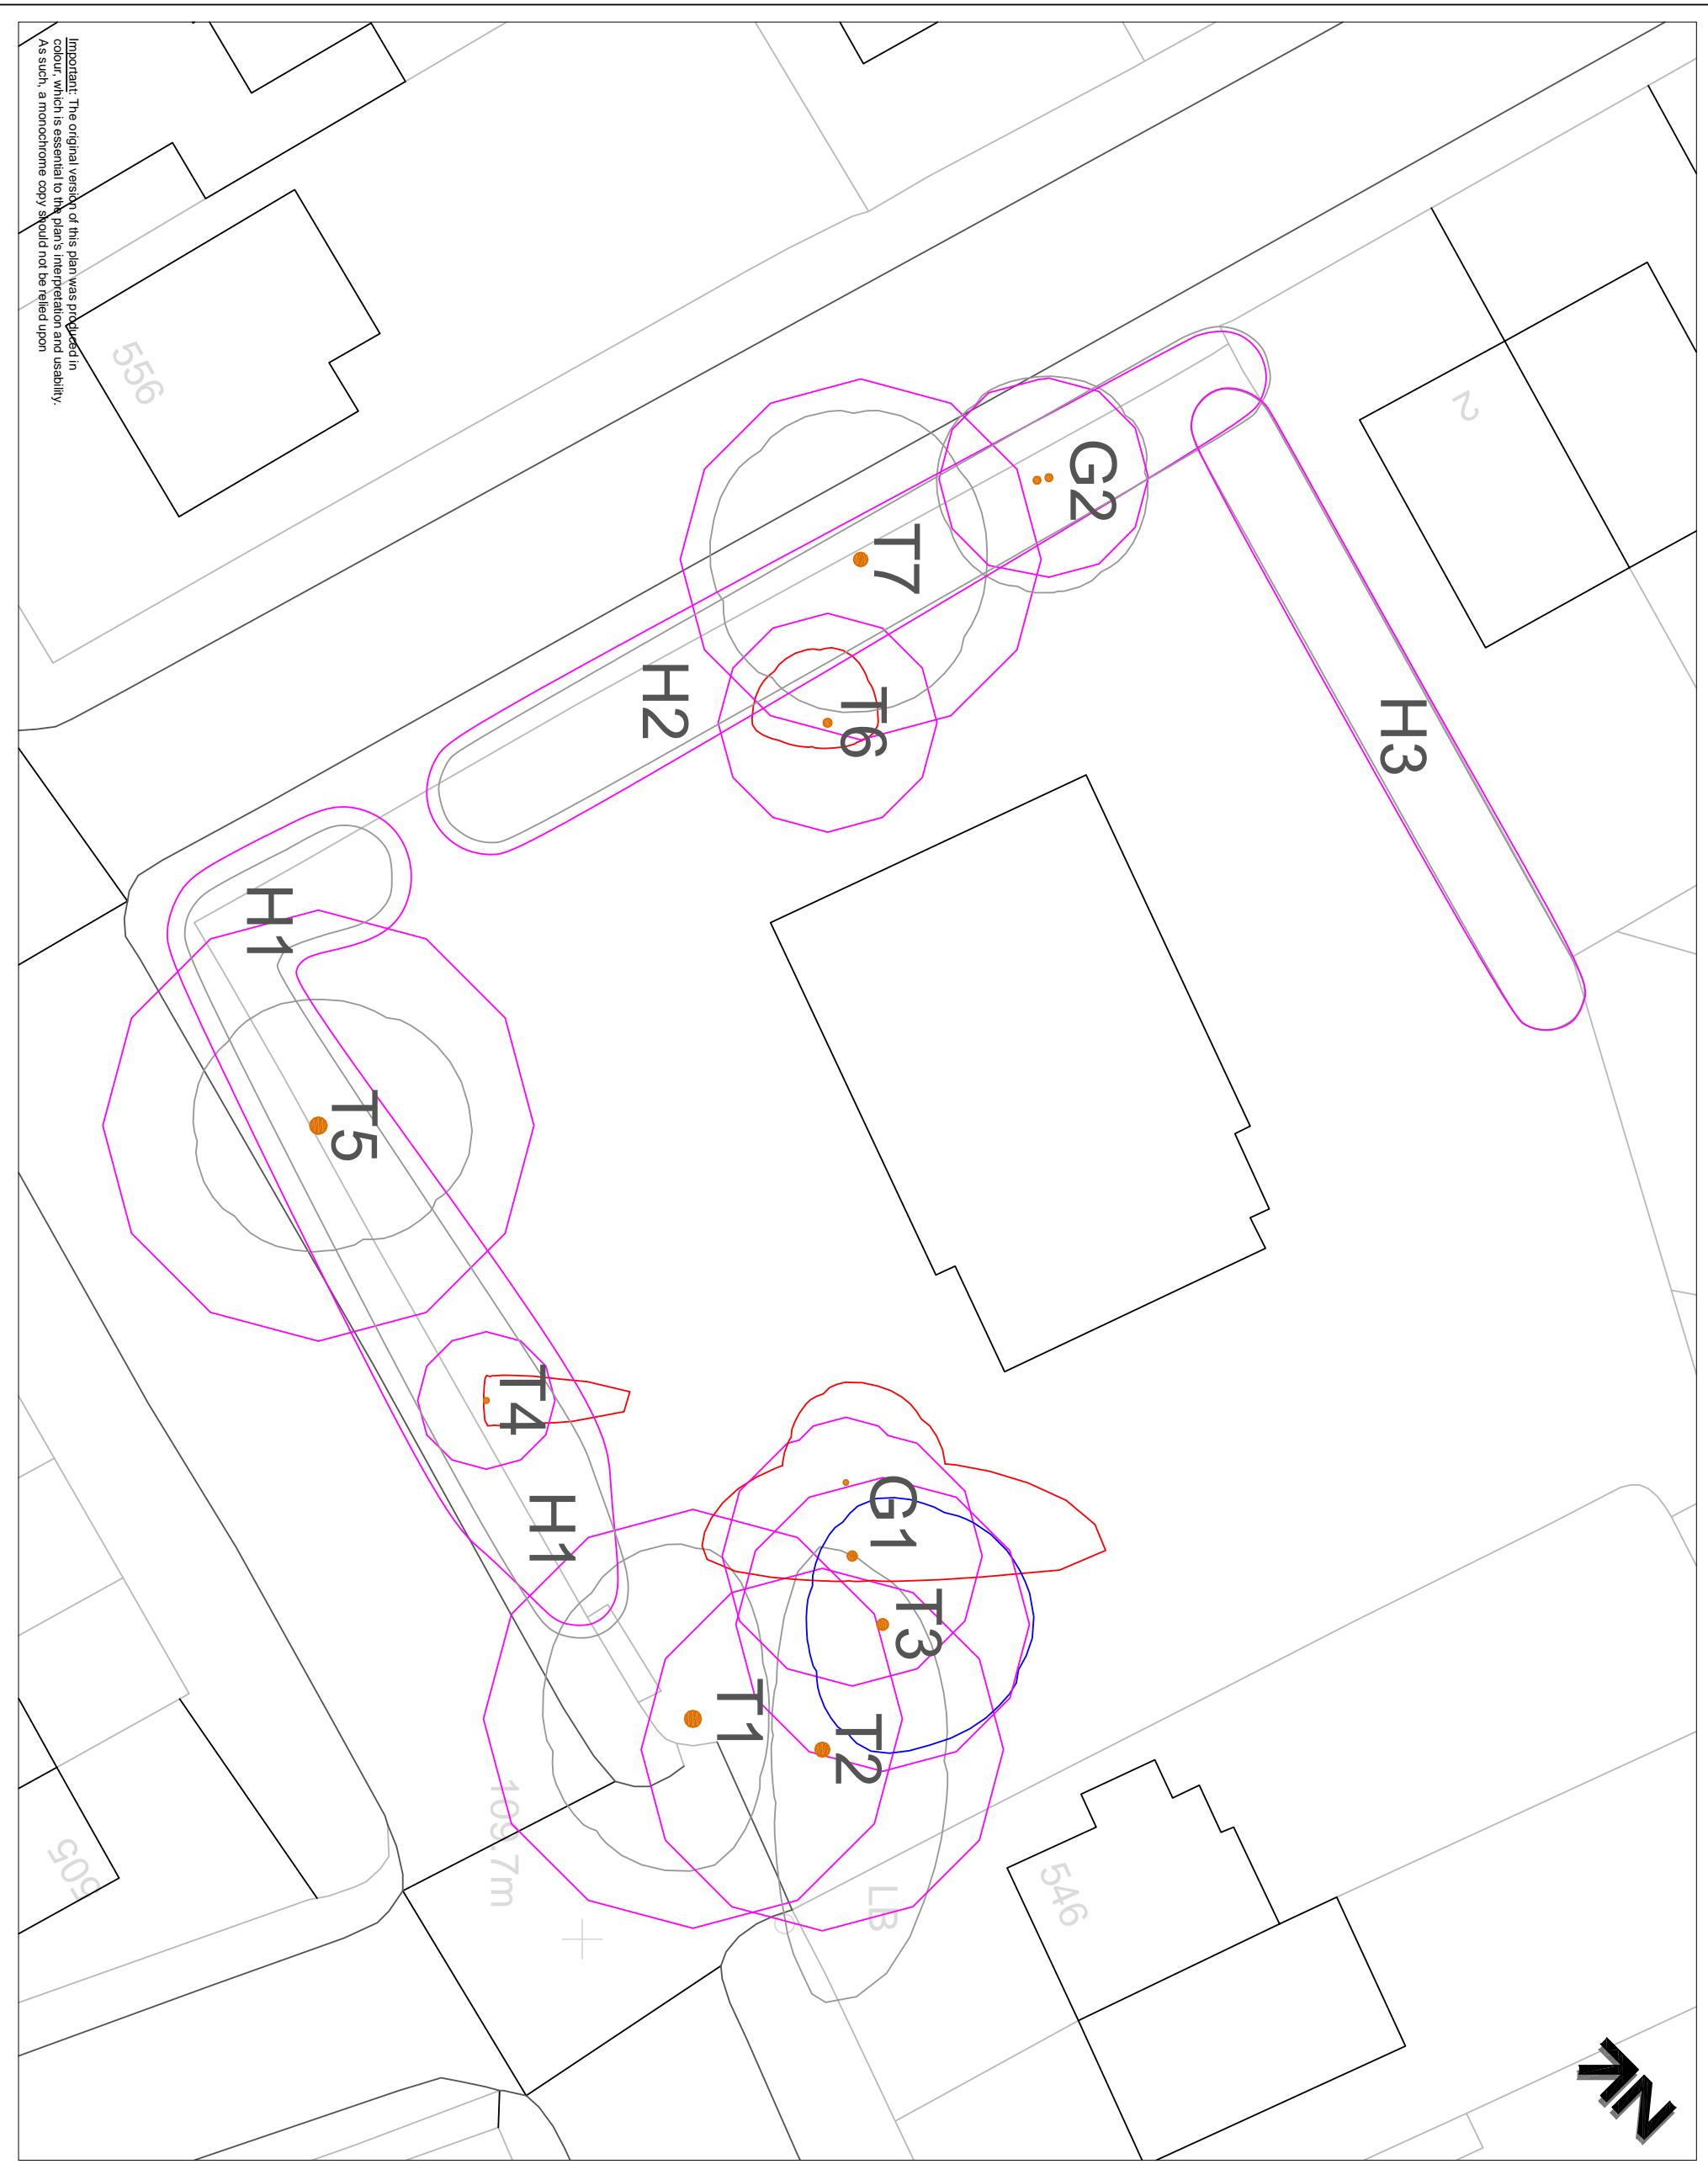 Important: The original version of this plan was produced in
colour, which is essential to the plan's interpretation and usability.
As such, a monochrome copy should not be relied upon
556
2
G2
T7
H2
T6
H3
H1
T5
T4
H1
G1
T3
T1
T2
109.7m
LB
546
505
N